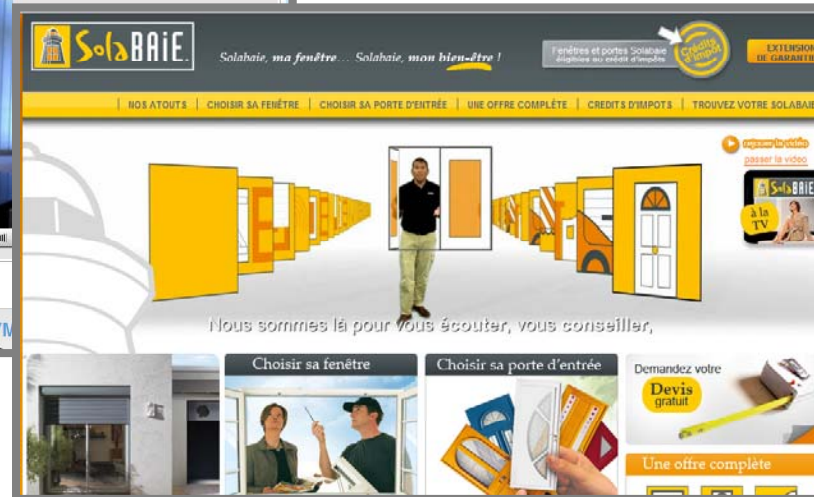 SolaBAiE
Solabaie, ma fenêtre… Solabaie, mon bien-être !
Fenêtres et portes Solabaie
éligibles au crédit d'impôts
Crédits
d'impôt
EXTENSION
DE GARANTIE
NOS ATOUTS | CHOISIR SA FENÊTRE | CHOISIR SA PORTE D'ENTRÉE | UNE OFFRE COMPLÈTE | CREDITS D'IMPOTS | TROUVEZ VOTRE SOLABAIE
rejouer la vidéo
passer la video
SolaBAiE
à la
TV
Nous sommes là pour vous écouter, vous conseiller,
Choisir sa fenêtre
Choisir sa porte d'entrée
Demandez votre
Devis
gratuit
Une offre complète